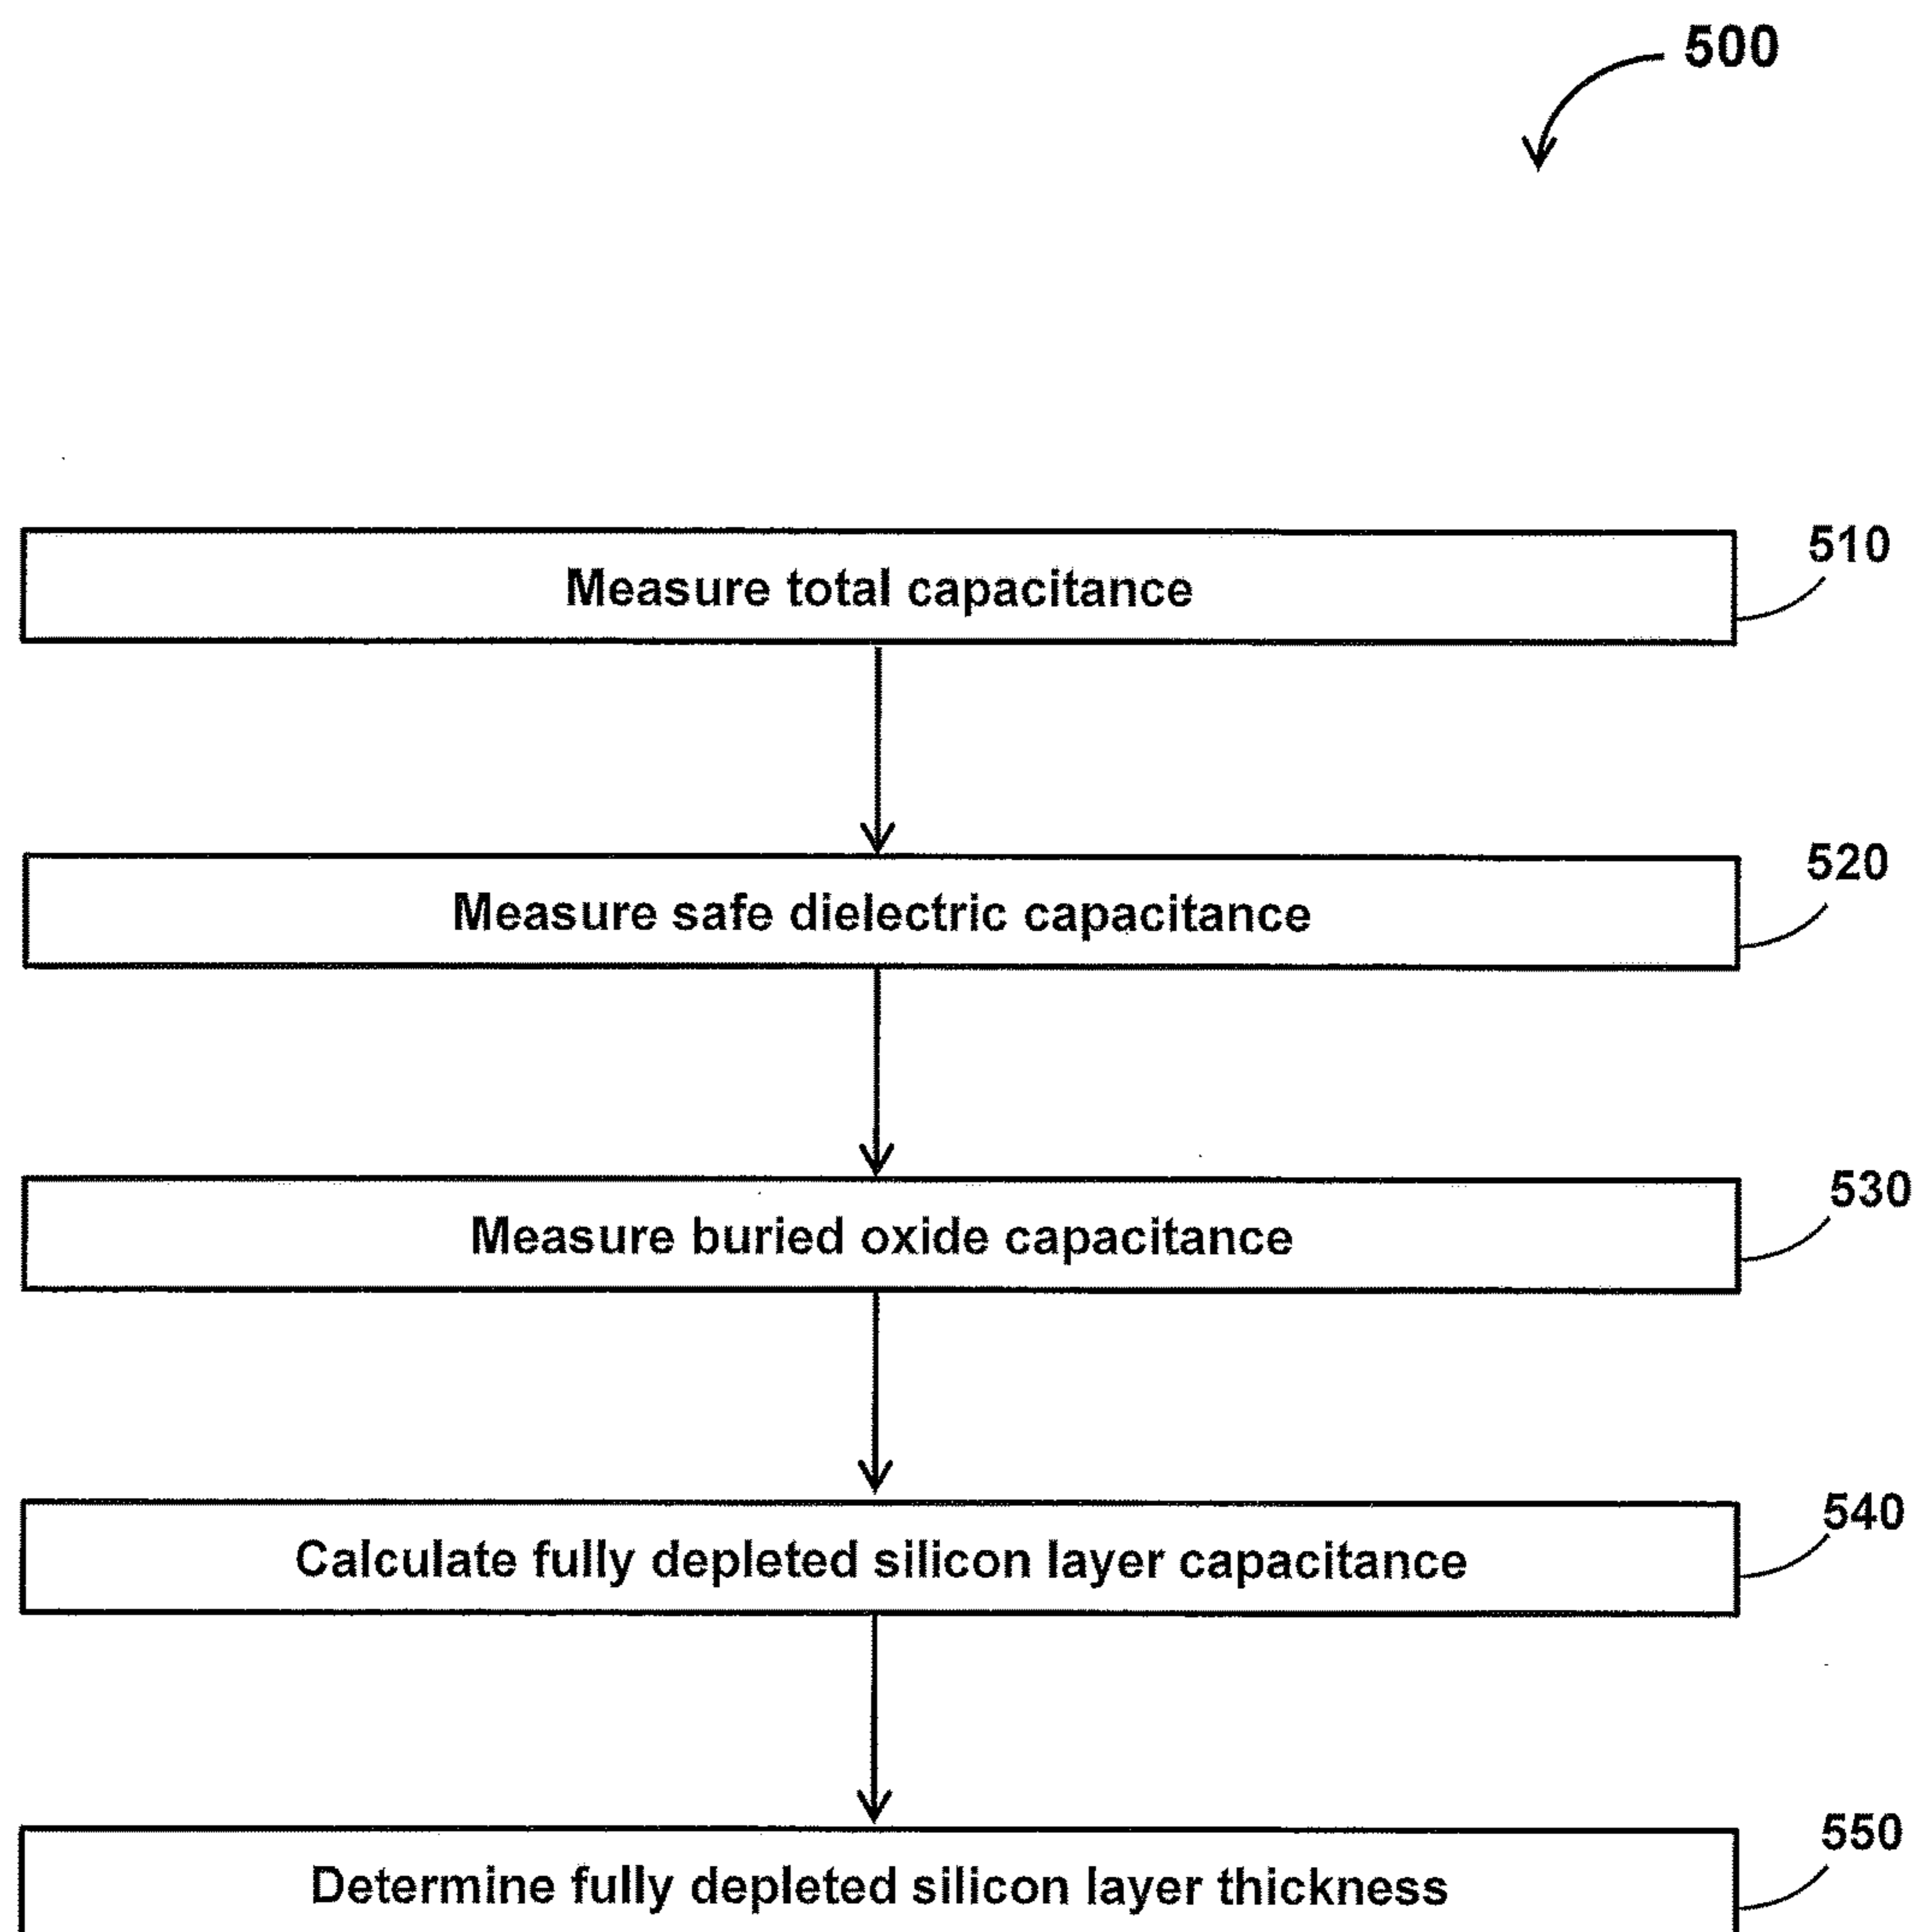 500
Measure total capacitance
510
Measure safe dielectric capacitance
520
Measure buried oxide capacitance
530
Calculate fully depleted silicon layer capacitance
540
Determine fully depleted silicon layer thickness
550